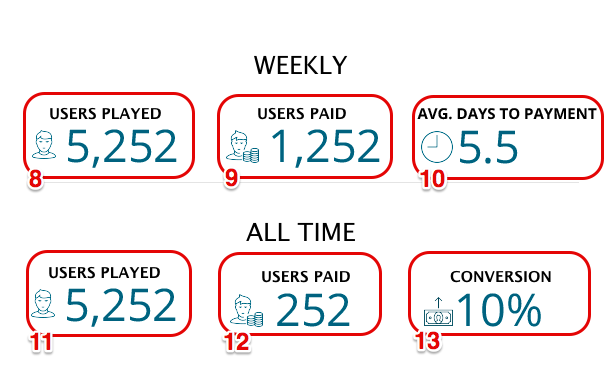 WEEKLY
USERS PLAYED
5,252
8
USERS PAID
1,252
9
AVG. DAYS TO PAYMENT
5.5
10
ALL TIME
USERS PLAYED
5,252
11
USERS PAID
252
12
CONVERSION
10%
13